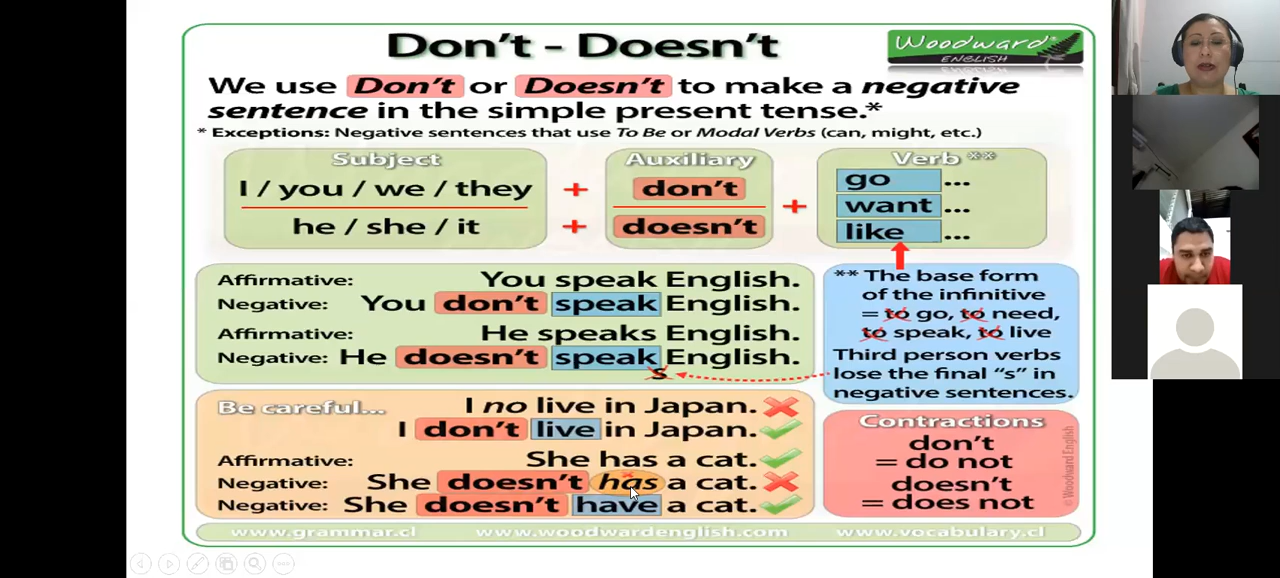 Don't - Doesn't
Woodward®
ENGLISH
We use Don't or Doesn't to make a negative
sentence in the simple present tense.*
* Exceptions: Negative sentences that use To Be or Modal Verbs (can, might, etc.)
Subject
Auxiliary
Verb **
I / you / we / they + don't
he / she / it + doesn't
+
go ...
want ...
like ...
Affirmative: You speak English.
Negative: You don't speak English.
Affirmative: He speaks English.
Negative: He doesn't speak English.
s
** The base form
of the infinitive
= to go, to need,
to speak, to live
Third person verbs
lose the final "s" in
negative sentences.
Be careful... I no live in Japan.
I don't live in Japan.
Affirmative: She has a cat.
Negative: She doesn't has a cat.
Negative: She doesn't have a cat.
Contractions
don't
= do not
doesn't
= does not
© Woodward English
www.grammar.cl www.woodwardenglish.com www.vocabulary.cl